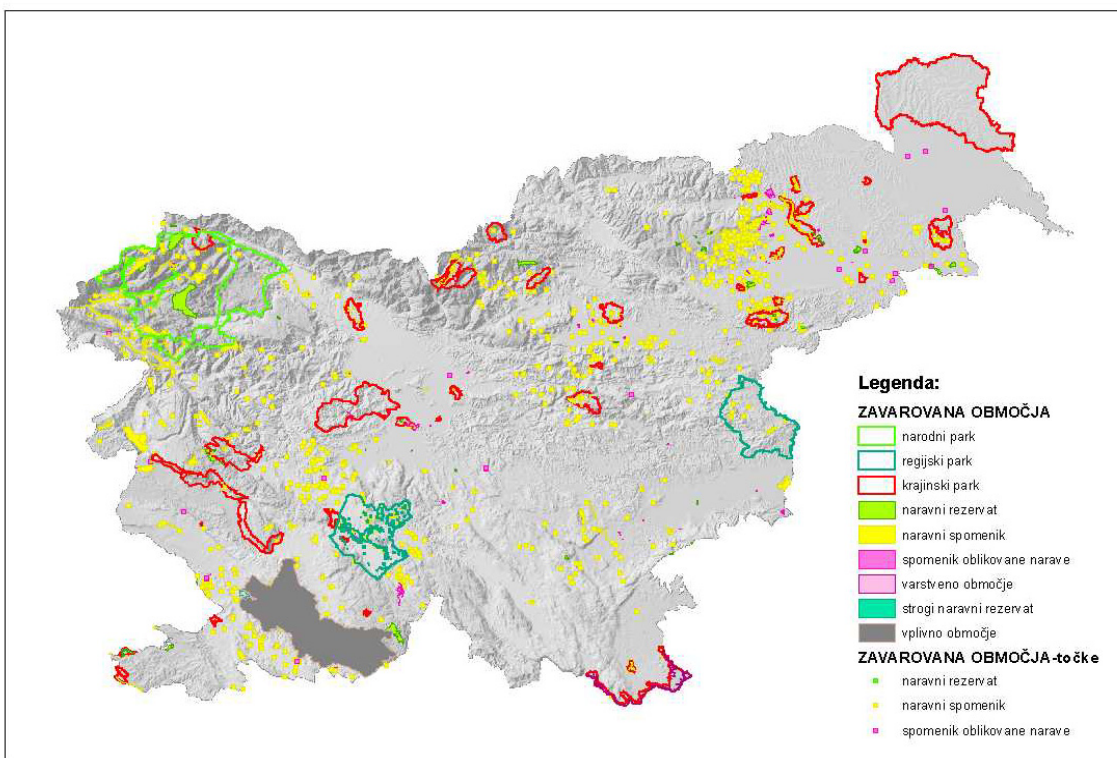 Legenda:
ZAVAROVANA OBMOČJA
narodni park
regijski park
krajinski park
naravni rezervat
naravni spomenik
spomenik oblikovane narave
varstveno območje
strogi naravni rezervat
vplivno območje
ZAVAROVANA OBMOČJA-točke
naravni rezervat
naravni spomenik
spomenik oblikovane narave